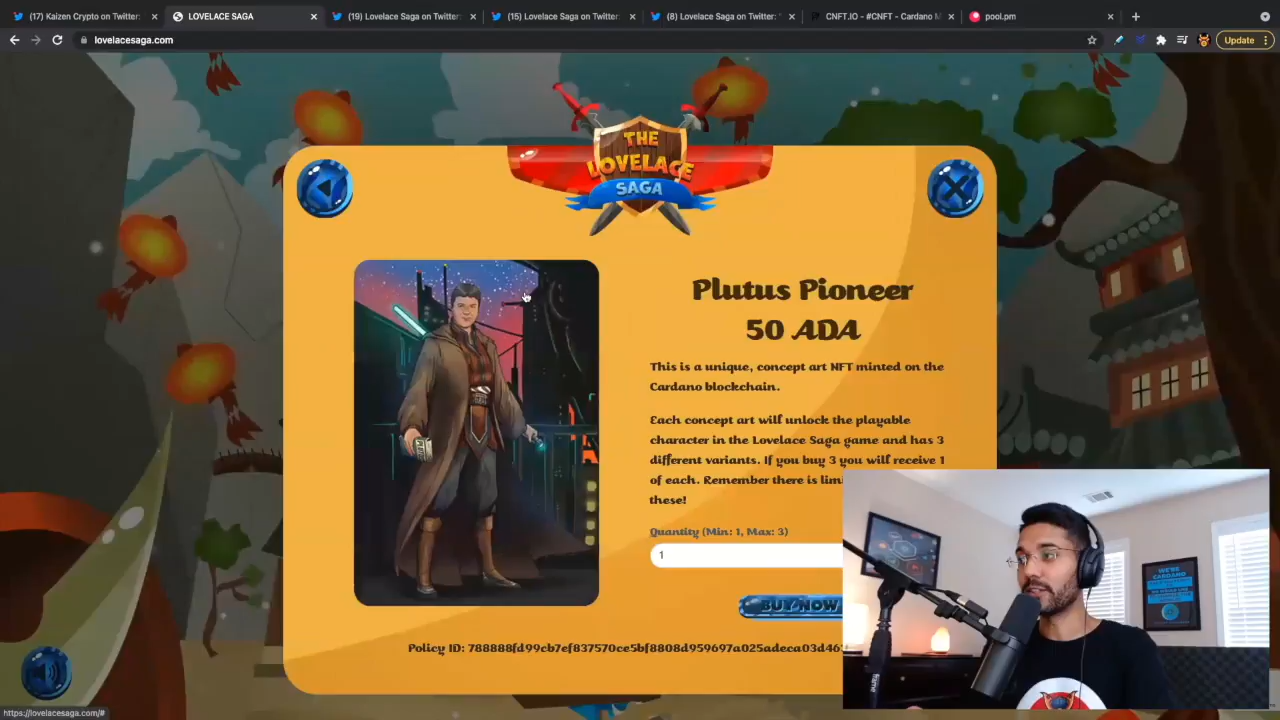 (17) Kaizen Crypto on Twitter:
LOVELACE SAGA
(19) Lovelace Saga on Twitter:
(15) Lovelace Saga on Twitter:
(8) Lovelace Saga on Twitter: "
CNFT.IO - #CNFT - Cardano M
pool.pm
lovelacesaga.com
Update
THE
LOVELACE
SAGA
Plutus Pioneer
50 ADA
This is a unique, concept art NFT minted on the
Cardano blockchain.
Each concept art will unlock the playable
character in the Lovelace Saga game and has 3
different variants. If you buy 3 you will receive 1
of each. Remember there is limi
these!
Quantity (Min: 1, Max: 3)
1
BUY NOW
Policy ID: 788888fd99cb7ef837570ce5bf8808d959697a025adeca03d46
WE'RE
CARDANO
https://lovelacesaga.com/#